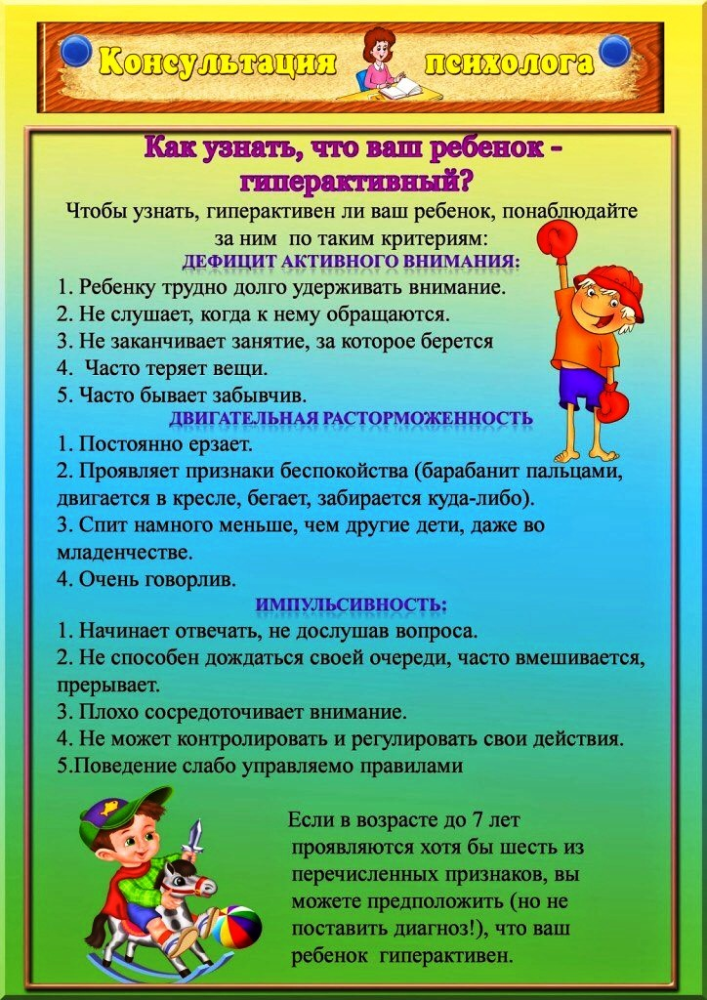 Консультация психолога
Как узнать, что ваш ребенок -
гиперактивный?
Чтобы узнать, гиперактивен ли ваш ребенок, понаблюдайте
за ним по таким критериям:
ДЕФИЦИТ АКТИВНОГО ВНИМАНИЯ:
1. Ребенку трудно долго удерживать внимание.
2. Не слушает, когда к нему обращаются.
3. Не заканчивает занятие, за которое берется
4. Часто теряет вещи.
5. Часто бывает забывчив.
ДВИГАТЕЛЬНАЯ РАСТОРМОЖЕННОСТЬ
1. Постоянно ерзает.
2. Проявляет признаки беспокойства (барабанит пальцами,
двигается в кресле, бегает, забирается куда-либо).
3. Спит намного меньше, чем другие дети, даже во
младенчестве.
4. Очень говорлив.
ИМПУЛЬСИВНОСТЬ:
1. Начинает отвечать, не дослушав вопроса.
2. Не способен дождаться своей очереди, часто вмешивается,
прерывает.
3. Плохо сосредоточивает внимание.
4. Не может контролировать и регулировать свои действия.
5.Поведение слабо управляемо правилами
Если в возрасте до 7 лет
проявляются хотя бы шесть из
перечисленных признаков, вы
можете предположить (но не
поставить диагноз!), что ваш
ребенок гиперактивен.